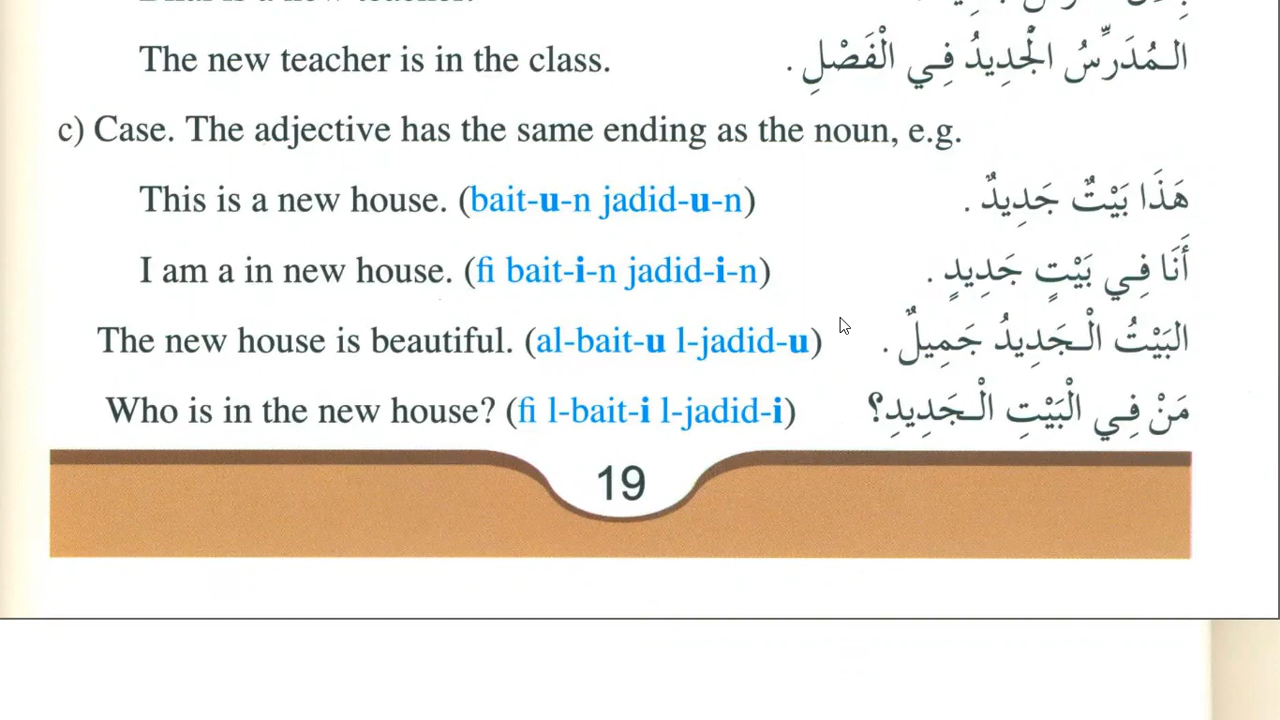 The new teacher is in the class. الْمُدَرِّسُ الْجَدِيدُ فِي الْفَصْلِ .
c) Case. The adjective has the same ending as the noun, e.g.
This is a new house. (bait-u-n jadid-u-n) هَذَا بَيْتٌ جَدِيدٌ .
I am a in new house. (fi bait-i-n jadid-i-n) أَنَا فِي بَيْتٍ جَدِيدٍ .
The new house is beautiful. (al-bait-u l-jadid-u) البَيْتُ الْجَدِيدُ جَمِيلٌ .
Who is in the new house? (fi l-bait-i l-jadid-i) مَنْ فِي الْبَيْتِ الْجَدِيدِ؟
19